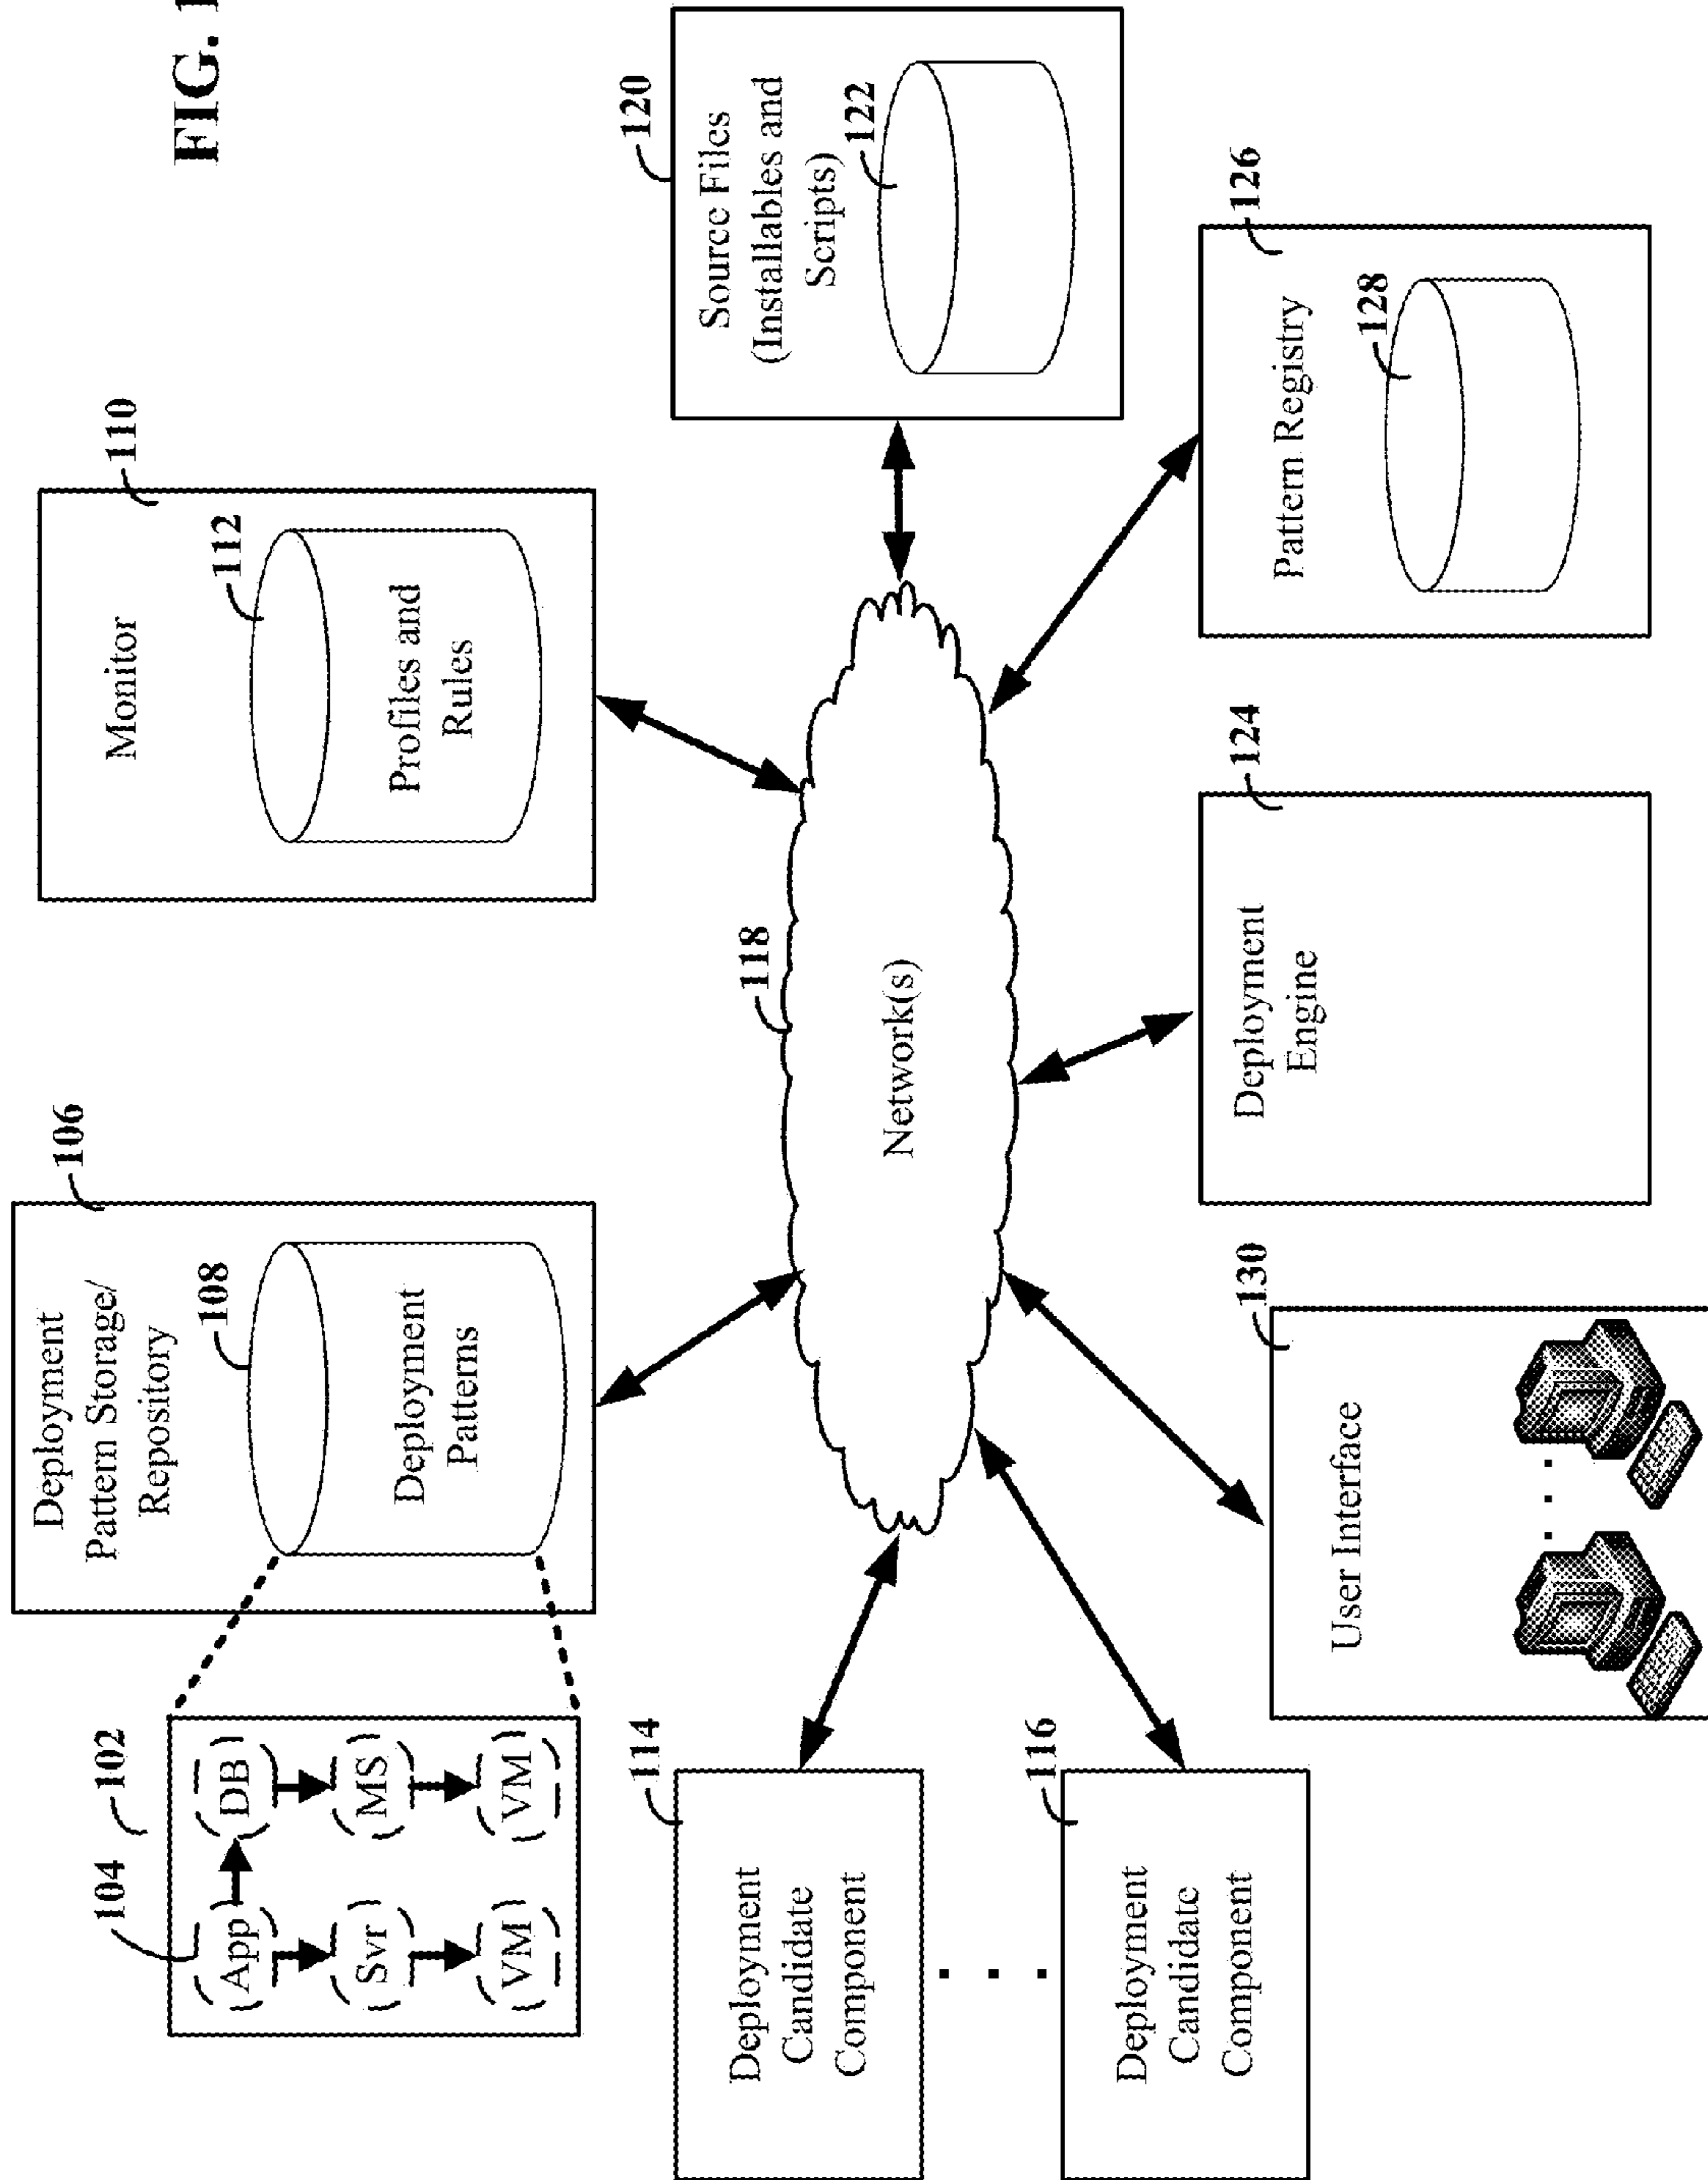 FIG. 1
102
104
App
DB
Svr
MS
VM
VM
106
Deployment
Pattern Storage/
Repository
108
Deployment
Patterns
110
Monitor
112
Profiles and
Rules
114
Deployment
Candidate
Component
. . .
116
Deployment
Candidate
Component
118
Network(s)
120
Source Files
(Installables and
Scripts)
122
130
User Interface
. . .
124
Deployment
Engine
126
Pattern Registry
128